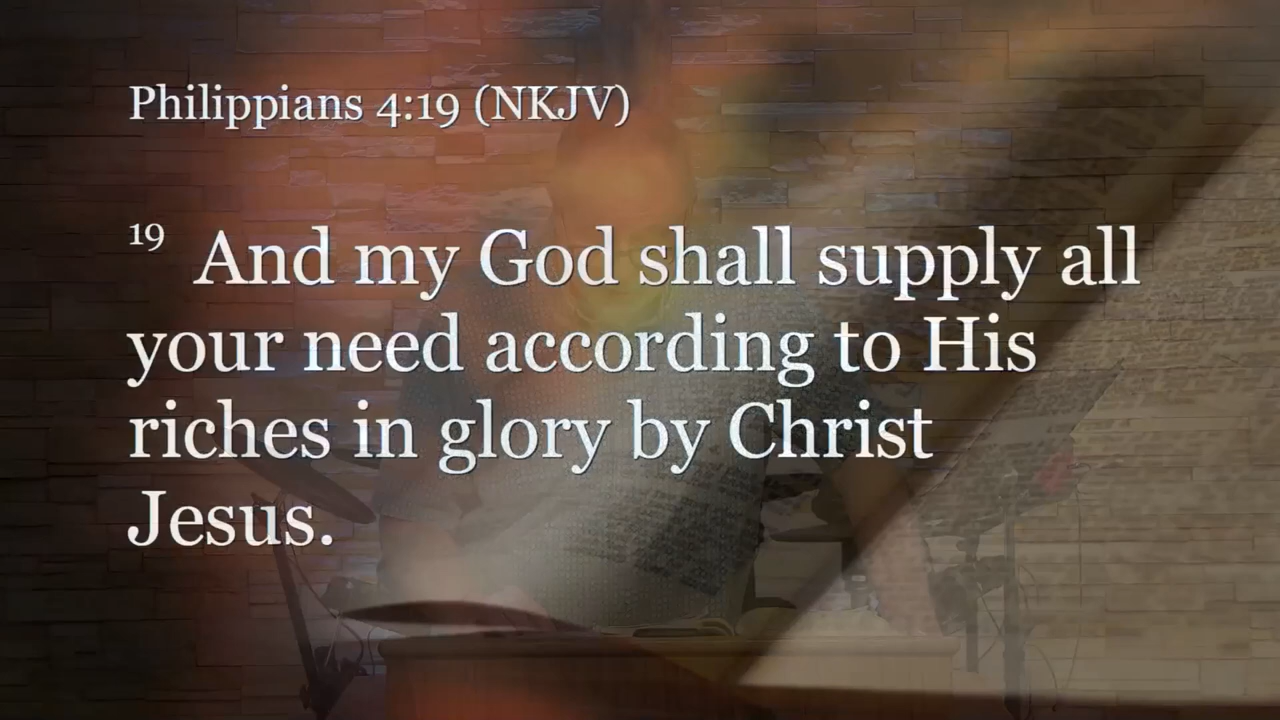 Philippians 4:19 (NKJV)
19 And my God shall supply all
your need according to His
riches in glory by Christ
Jesus.